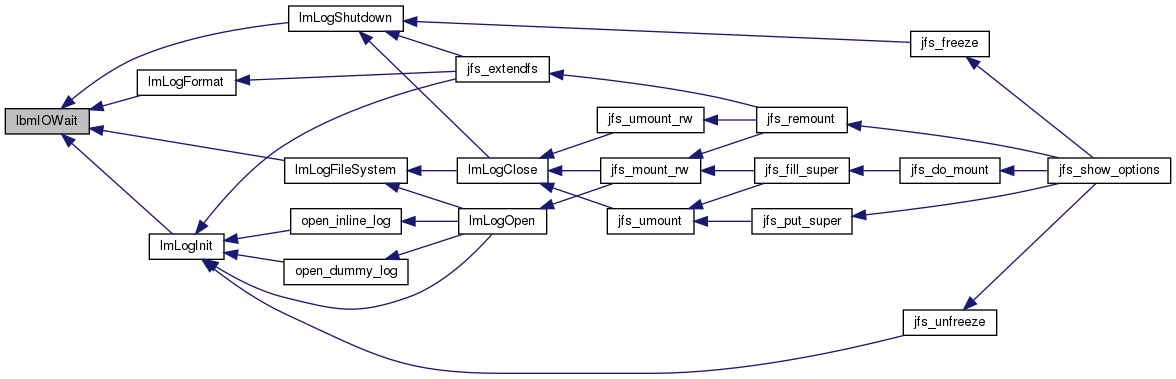 lmLogShutdown
jfs_freeze
jfs_extendfs
lmLogFormat
lbmIOWait
jfs_umount_rw
jfs_remount
lmLogFileSystem
lmLogClose
jfs_mount_rw
jfs_fill_super
jfs_do_mount
jfs_show_options
open_inline_log
lmLogOpen
jfs_umount
jfs_put_super
lmLogInit
open_dummy_log
jfs_unfreeze